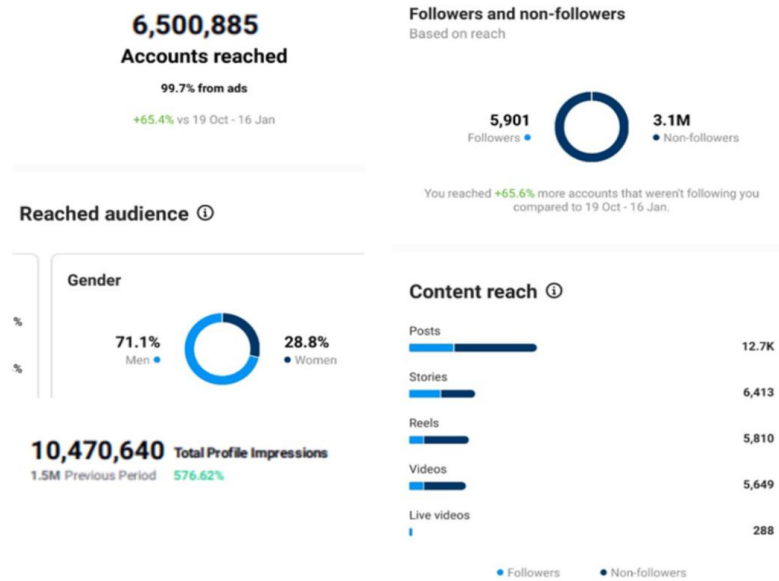 6,500,885
Accounts reached
99.7% from ads
+65.4% vs 19 Oct - 16 Jan
Reached audience
%
%
Gender
71.1%
Men
28.8%
Women
10,470,640 Total Profile Impressions
1.5M Previous Period 576.62%
Followers and non-followers
Based on reach
5,901
Followers
3.1M
Non-followers
You reached +65.6% more accounts that weren't following you
compared to 19 Oct - 16 Jan.
Content reach
Posts
12.7K
Stories
6,413
Reels
5,810
Videos
5,649
Live videos
288
Followers Non-followers